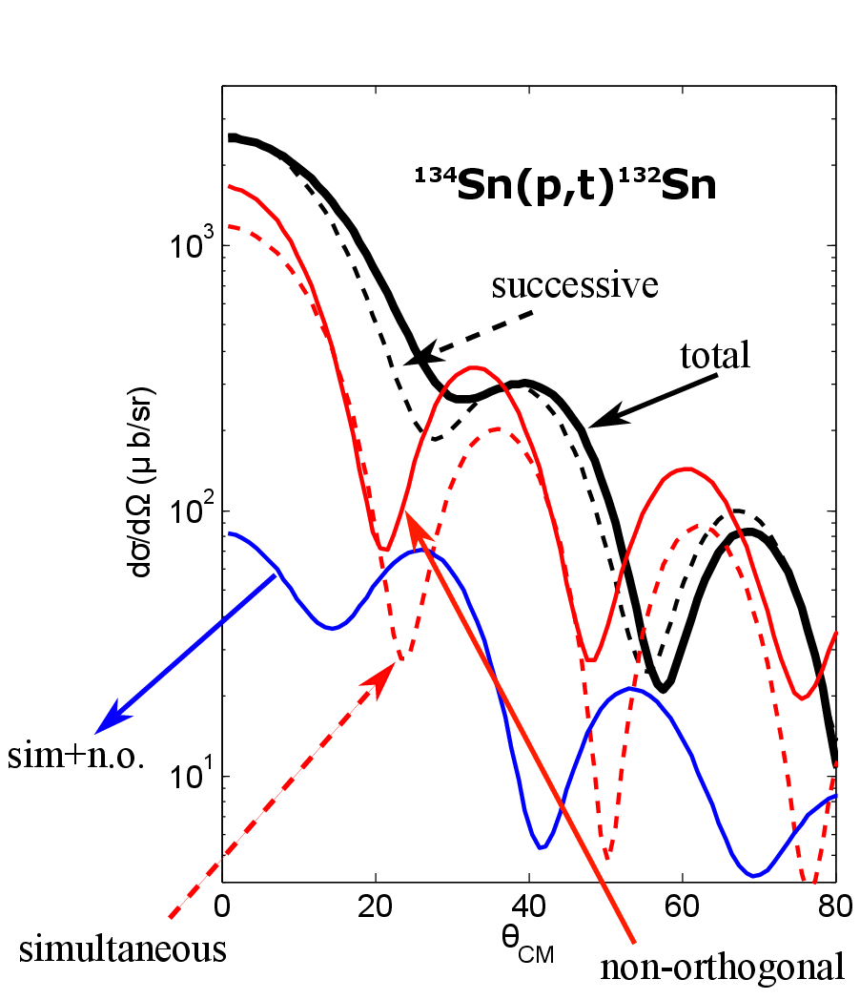 ¹³⁴Sn(p,t)¹³²Sn
10³
successive
total
dσ/dΩ (μ b/sr)
10²
sim+n.o.
10¹
0 20 40 60 80
θCM
simultaneous
non-orthogonal